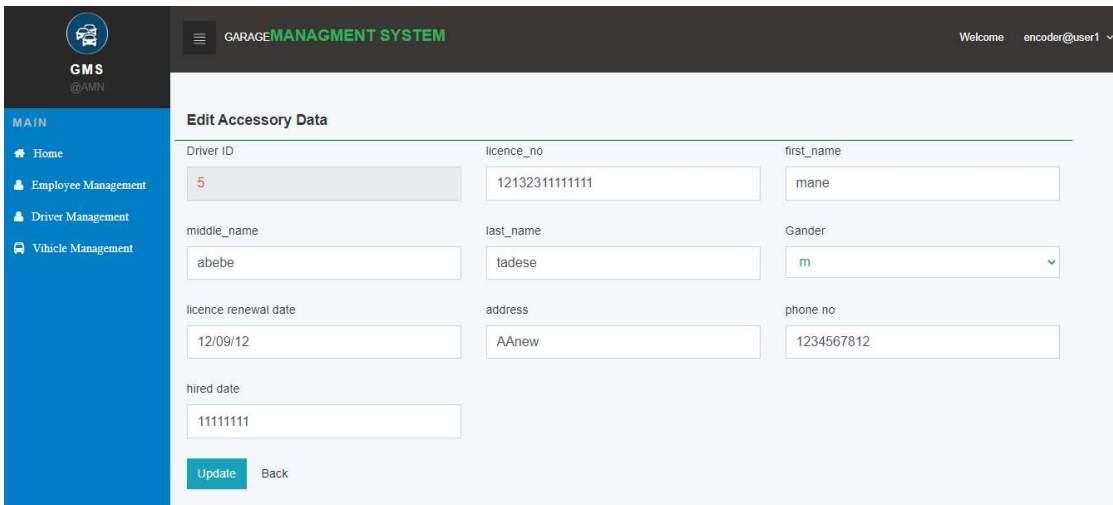 GMS
@AMN
MAIN
Home
Employee Management
Driver Management
Vihicle Management
GARAGEMANAGMENT SYSTEM
Welcome encoder@user1
Edit Accessory Data
Driver ID licence_no first_name
5 12132311111111 mane
middle_name last_name Gander
abebe tadese m
licence renewal date address phone no
12/09/12 AAnew 1234567812
hired date
11111111
Update Back